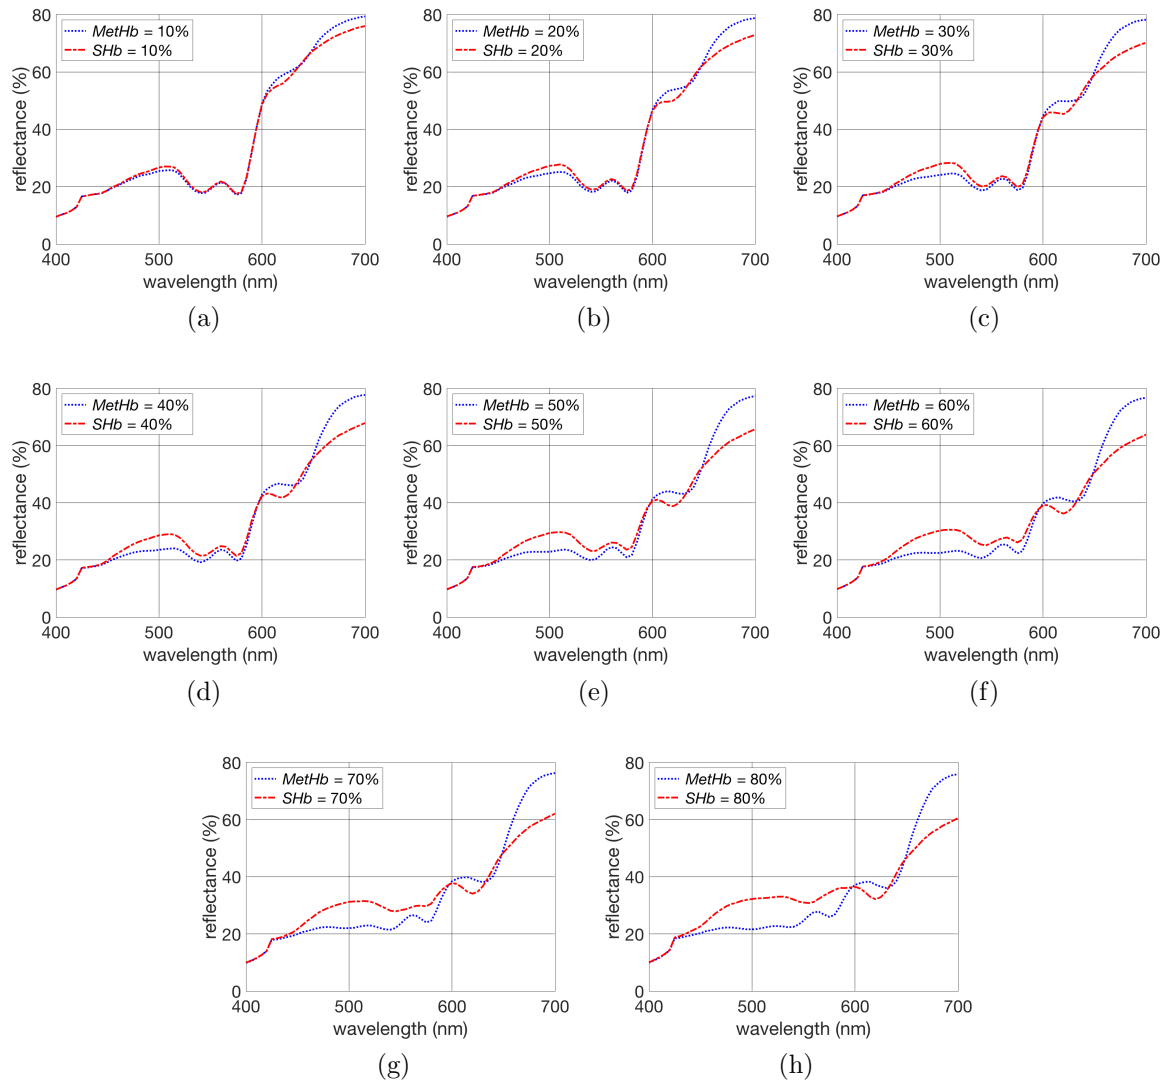 80
60
40
20
0
reflectance (%)
MetHb = 10%
SHb = 10%
400 500 600 700
wavelength (nm)
(a)
80
60
40
20
0
reflectance (%)
MetHb = 20%
SHb = 20%
400 500 600 700
wavelength (nm)
(b)
80
60
40
20
0
reflectance (%)
MetHb = 30%
SHb = 30%
400 500 600 700
wavelength (nm)
(c)
80
60
40
20
0
reflectance (%)
MetHb = 40%
SHb = 40%
400 500 600 700
wavelength (nm)
(d)
80
60
40
20
0
reflectance (%)
MetHb = 50%
SHb = 50%
400 500 600 700
wavelength (nm)
(e)
80
60
40
20
0
reflectance (%)
MetHb = 60%
SHb = 60%
400 500 600 700
wavelength (nm)
(f)
80
60
40
20
0
reflectance (%)
MetHb = 70%
SHb = 70%
400 500 600 700
wavelength (nm)
(g)
80
60
40
20
0
reflectance (%)
MetHb = 80%
SHb = 80%
400 500 600 700
wavelength (nm)
(h)